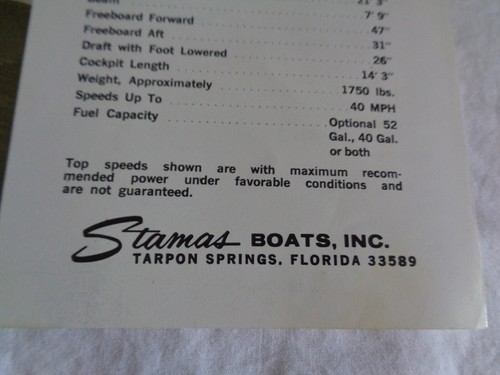 21' 3"
Beam 7' 9"
Freeboard Forward 47"
Freeboard Aft 31"
Draft with Foot Lowered 26"
Cockpit Length 14' 3"
Weight, Approximately 1750 lbs.
Speeds Up To 40 MPH
Fuel Capacity Optional 52
Gal., 40 Gal.
or both
Top speeds shown are with maximum recom-
mended power under favorable conditions and
are not guaranteed.
Stamas BOATS, INC.
TARPON SPRINGS, FLORIDA 33589